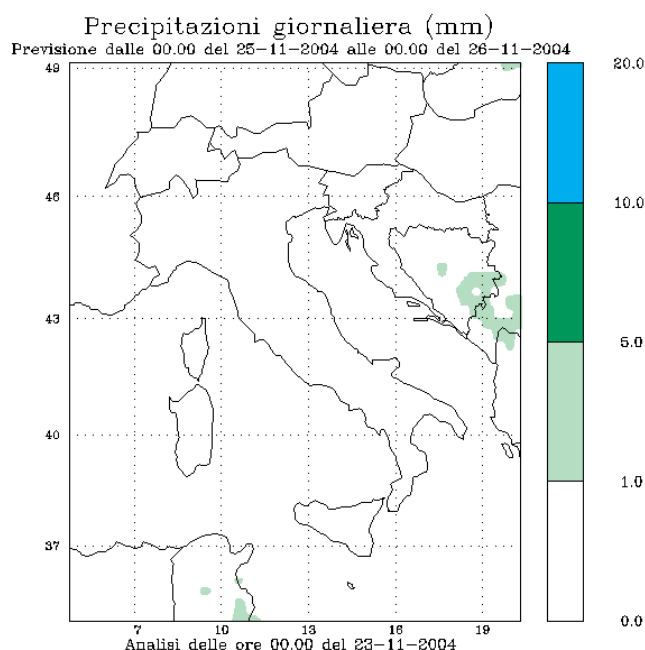 Precipitazioni giornaliera (mm)
Previsione dalle 00.00 del 25-11-2004 alle 00.00 del 26-11-2004
49
46
43
40
37
7 10 13 16 19
20.0
10.0
5.0
1.0
0.0
Analisi delle ore 00.00 del 23-11-2004